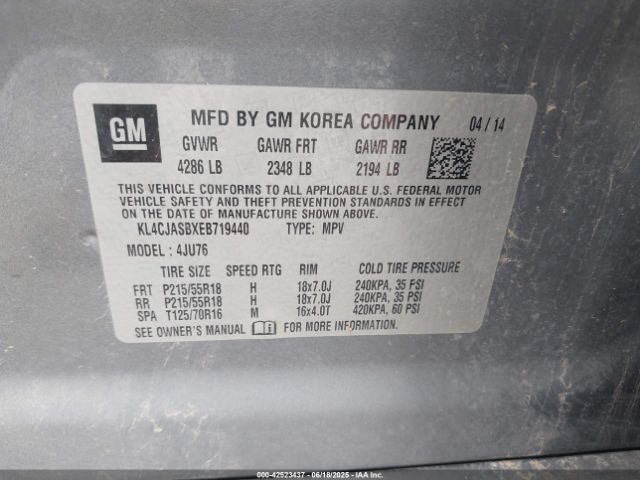 GM
MFD BY GM KOREA COMPANY 04 / 14
GVWR GAWR FRT GAWR RR
4286 LB 2348 LB 2194 LB
THIS VEHICLE CONFORMS TO ALL APPLICABLE U.S. FEDERAL MOTOR
VEHICLE SAFETY AND THEFT PREVENTION STANDARDS IN EFFECT
ON THE DATE OF MANUFACTURE SHOWN ABOVE.
KL4CJASBXEB719440 TYPE: MPV
MODEL: 4JU76
TIRE SIZE SPEED RTG RIM COLD TIRE PRESSURE
FRT P215/55R18 H 18x7.0J 240KPA, 35 PSI
RR P215/55R18 H 18x7.0J 240KPA, 35 PSI
SPA T125/70R16 M 16x4.0T 420KPA, 60 PSI
SEE OWNER'S MANUAL FOR MORE INFORMATION.
000-42523437 - 06/18/2025 - IAAI.COM